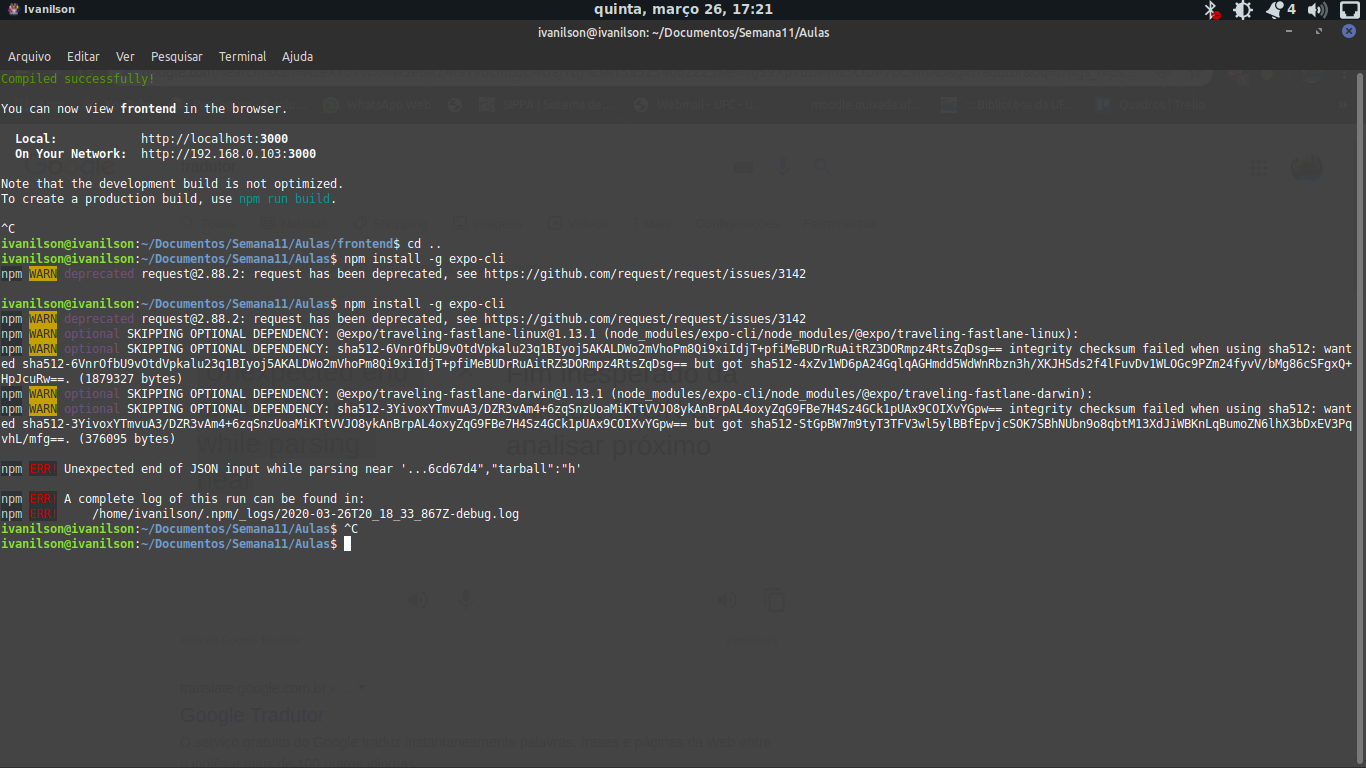 Ivanilson
quinta, março 26, 17:21
4
ivanilson@ivanilson: ~/Documentos/Semana11/Aulas
Arquivo Editar Ver Pesquisar Terminal Ajuda
Compiled successfully!
You can now view frontend in the browser.
Local: http://localhost:3000
On Your Network: http://192.168.0.103:3000
Note that the development build is not optimized.
To create a production build, use npm run build.
^C
ivanilson@ivanilson:~/Documentos/Semana11/Aulas/frontend$ cd ..
ivanilson@ivanilson:~/Documentos/Semana11/Aulas$ npm install -g expo-cli
npm WARN deprecated request@2.88.2: request has been deprecated, see https://github.com/request/request/issues/3142
ivanilson@ivanilson:~/Documentos/Semana11/Aulas$ npm install -g expo-cli
npm WARN deprecated request@2.88.2: request has been deprecated, see https://github.com/request/request/issues/3142
npm WARN optional SKIPPING OPTIONAL DEPENDENCY: @expo/traveling-fastlane-linux@1.13.1 (node_modules/expo-cli/node_modules/@expo/traveling-fastlane-linux):
npm WARN optional SKIPPING OPTIONAL DEPENDENCY: sha512-6VnrOfbU9vOtdVpkalu23q1BIyoj5AKALDWo2mVhoPm8Qi9xiIdjT+pfiMeBUDrRuAitRZ3DORmpz4RtsZqDsg== integrity checksum failed when using sha512: want
ed sha512-6VnrOfbU9vOtdVpkalu23q1BIyoj5AKALDWo2mVhoPm8Qi9xiIdjT+pfiMeBUDrRuAitRZ3DORmpz4RtsZqDsg== but got sha512-4xZv1WD6pA24GqlqAGHmdd5WdWnRbzn3h/XKJHSds2f4lFuvDv1WLOGc9PZm24fyvV/bMg86cSFgxQ+
HpJcuRw==. (1879327 bytes)
npm WARN optional SKIPPING OPTIONAL DEPENDENCY: @expo/traveling-fastlane-darwin@1.13.1 (node_modules/expo-cli/node_modules/@expo/traveling-fastlane-darwin):
npm WARN optional SKIPPING OPTIONAL DEPENDENCY: sha512-3YivoxYTmvuA3/DZR3vAm4+6zqSnzUoaMiKTtVVJO8ykAnBrpAL4oxyZqG9FBe7H4Sz4GCk1pUAx9COIXvYGpw== integrity checksum failed when using sha512: want
ed sha512-3YivoxYTmvuA3/DZR3vAm4+6zqSnzUoaMiKTtVVJO8ykAnBrpAL4oxyZqG9FBe7H4Sz4GCk1pUAx9COIXvYGpw== but got sha512-StGpBW7m9tyT3TFV3wl5ylBBfEpvjcSOK7SBhNUbn9o8qbtM13XdJiWBKnLqBumoZN6lhX3bDxEV3Pq
vhL/mfg==. (376095 bytes)
npm ERR! Unexpected end of JSON input while parsing near '...6cd67d4","tarball":"h'
npm ERR! A complete log of this run can be found in:
npm ERR! /home/ivanilson/.npm/_logs/2020-03-26T20_18_33_867Z-debug.log
ivanilson@ivanilson:~/Documentos/Semana11/Aulas$ ^C
ivanilson@ivanilson:~/Documentos/Semana11/Aulas$
while parsing
near
analisar próximo
Google Tradutor